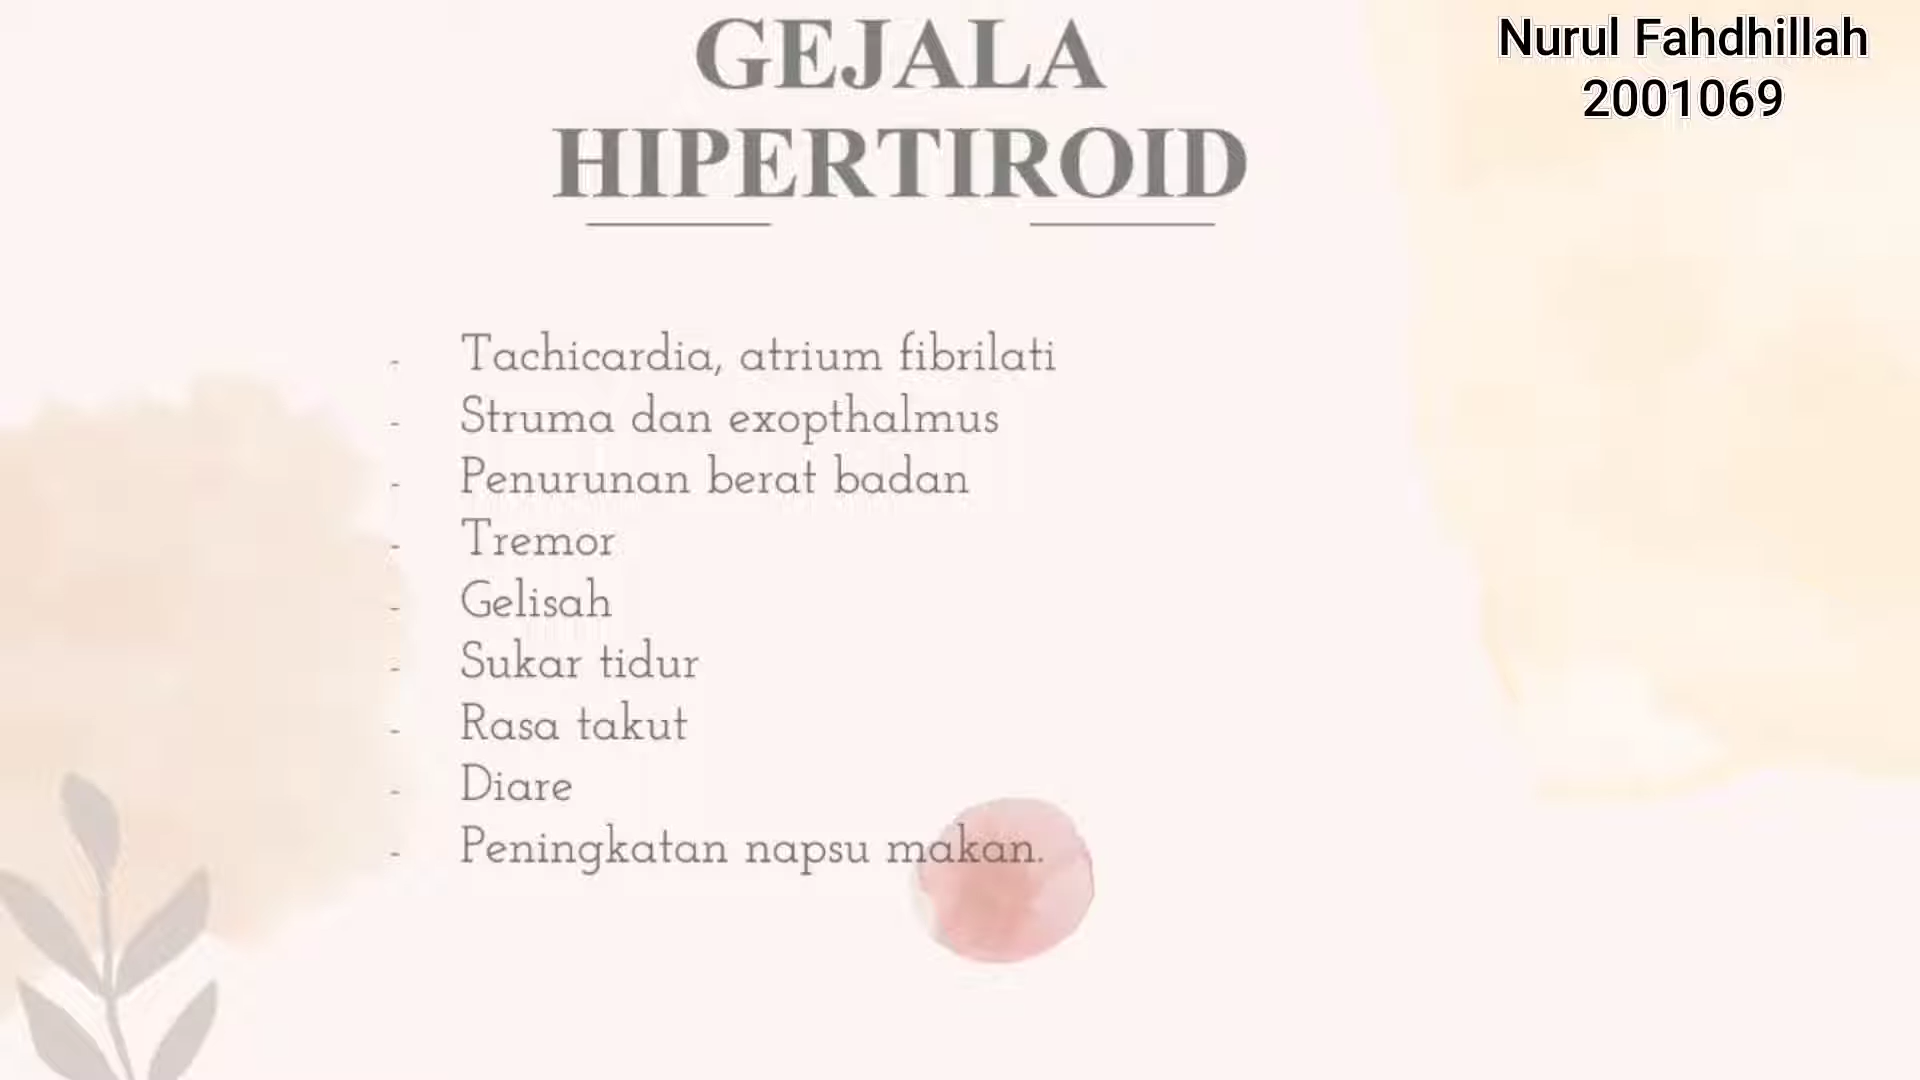 GEJALA
HIPERTIROID
Nurul Fahdhillah
2001069
- Tachicardia, atrium fibrilati
- Struma dan exopthalmus
- Penurunan berat badan
- Tremor
- Gelisah
- Sukar tidur
- Rasa takut
- Diare
- Peningkatan napsu makan.